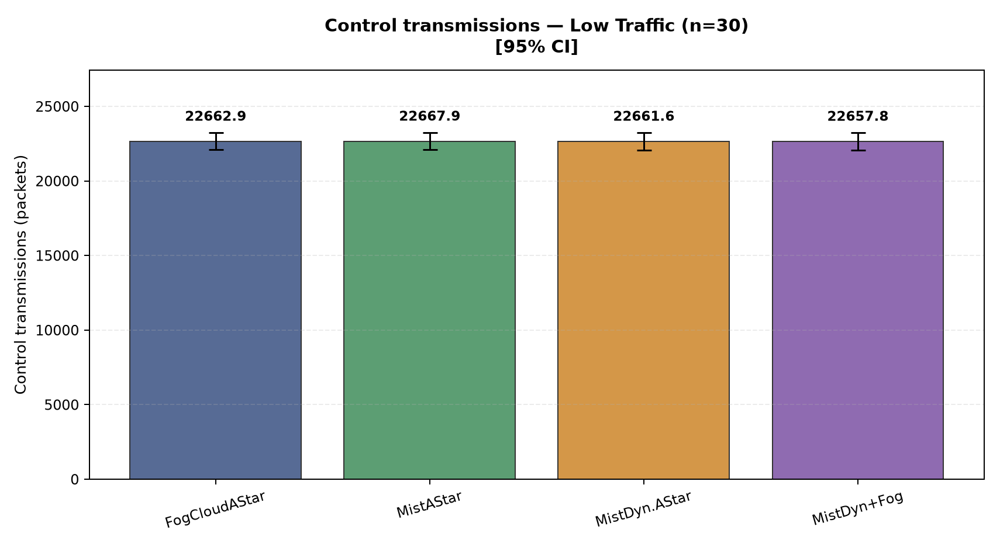 Control transmissions — Low Traffic (n=30)
[95% CI]
Control transmissions (packets)
25000
20000
15000
10000
5000
0
22662.9
22667.9
22661.6
22657.8
FogCloudAStar
MistAStar
MistDyn.AStar
MistDyn+Fog